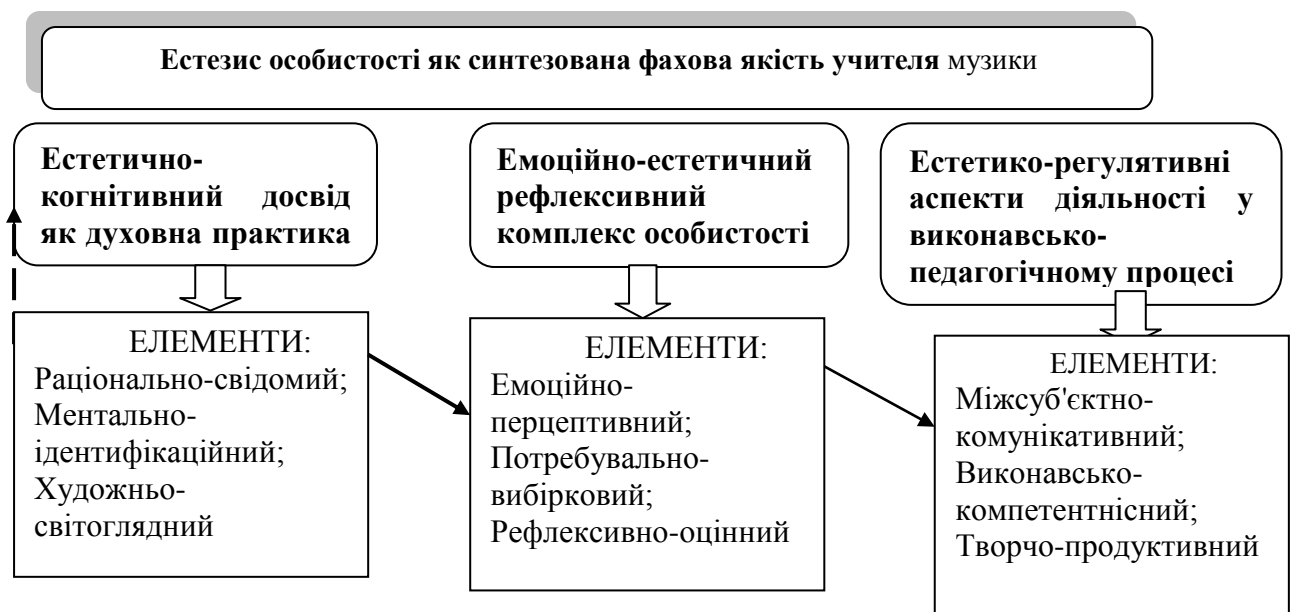 Естезис особистості як синтезована фахова якість учителя музики
Естетично-
когнітивний досвід
як духовна практика
Емоційно-естетичний
рефлексивний
комплекс особистості
Естетико-регулятивні
аспекти діяльності у
виконавсько-
педагогічному процесі
ЕЛЕМЕНТИ:
Раціонально-свідомий;
Ментально-
ідентифікаційний;
Художньо-
світоглядний
ЕЛЕМЕНТИ:
Емоційно-
перцептивний;
Потребувально-
вибірковий;
Рефлексивно-оцінний
ЕЛЕМЕНТИ:
Міжсуб'єктно-
комунікативний;
Виконавсько-
компетентнісний;
Творчо-продуктивний